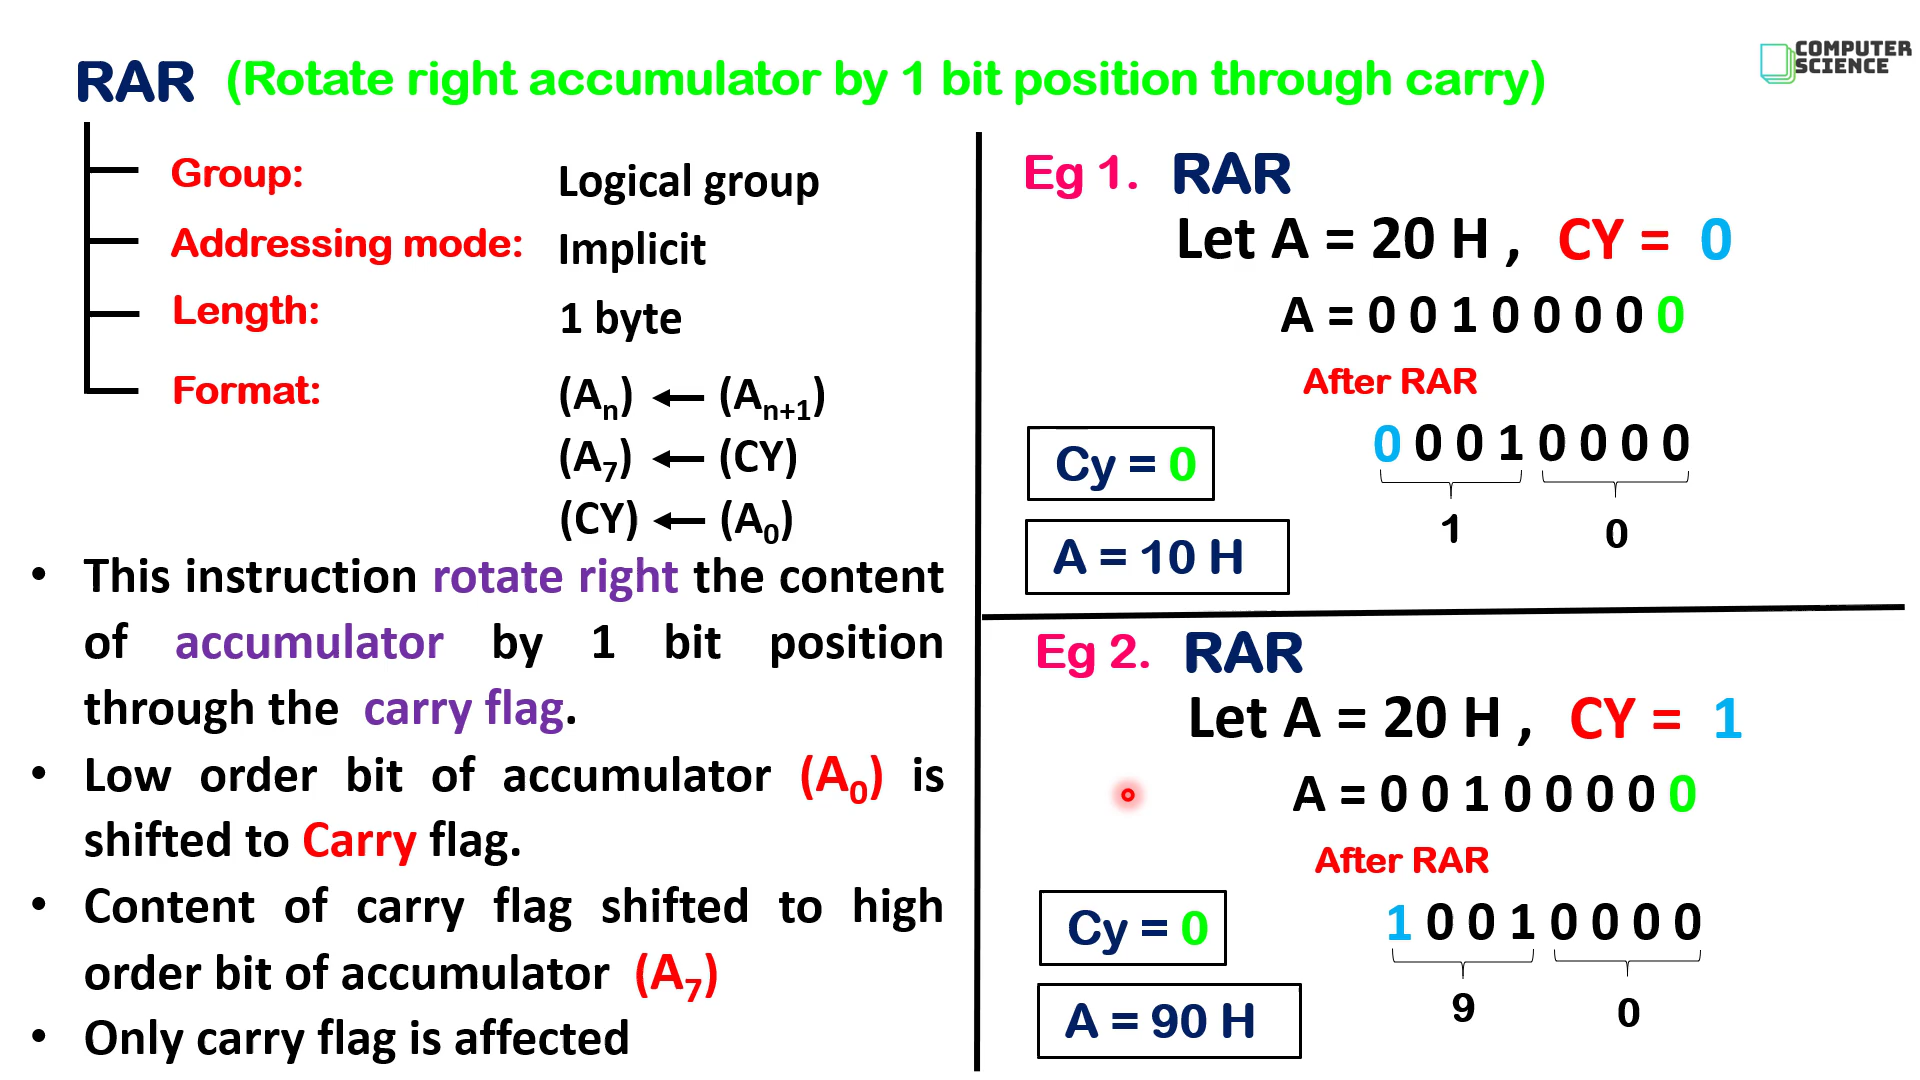 RAR (Rotate right accumulator by 1 bit position through carry)
COMPUTER
SCIENCE
Group: Logical group
Addressing mode: Implicit
Length: 1 byte
Format: (An) ← (An+1)
(A7) ← (CY)
(CY) ← (A0)
• This instruction rotate right the content
of accumulator by 1 bit position
through the carry flag.
• Low order bit of accumulator (A0) is
shifted to Carry flag.
• Content of carry flag shifted to high
order bit of accumulator (A7)
• Only carry flag is affected
Eg 1. RAR
Let A = 20 H , CY = 0
A = 0 0 1 0 0 0 0 0
After RAR
0 0 0 1 0 0 0 0
Cy = 0
1 0
A = 10 H
Eg 2. RAR
Let A = 20 H , CY = 1
A = 0 0 1 0 0 0 0 0
After RAR
1 0 0 1 0 0 0 0
Cy = 0
9 0
A = 90 H